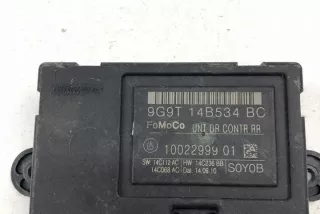 9G9T 14B534 BC
FoMoCo UNT DR CONTR RR
10022999 01
SW 14C112 AC HW 14C236 BB
14C068 AC Dat 14.09.10 SOYOB